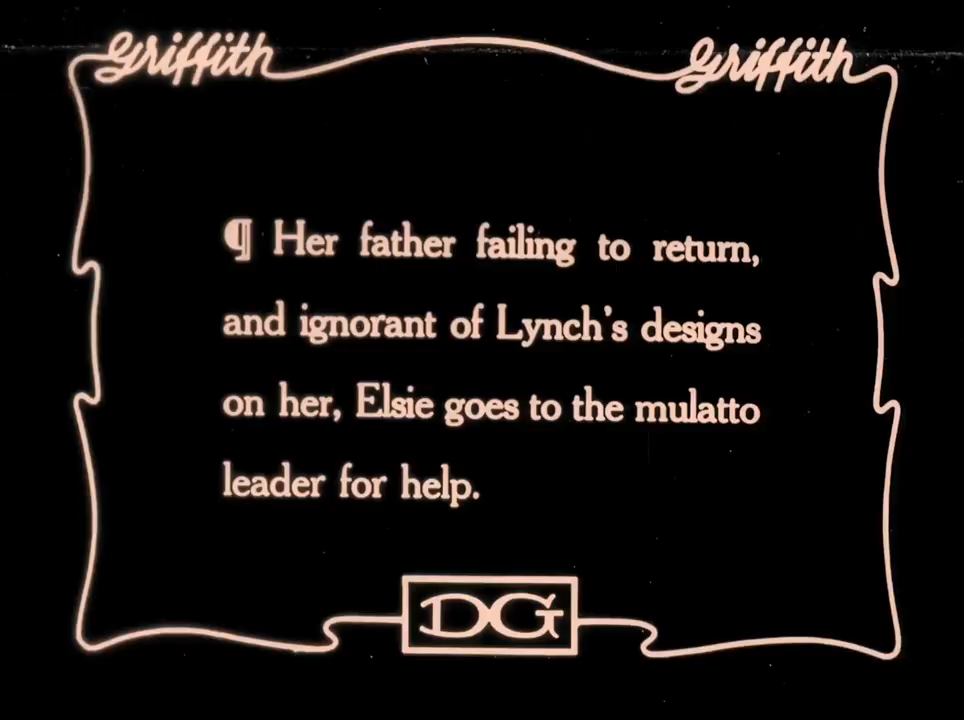 Griffith Griffith
¶ Her father failing to return,
and ignorant of Lynch's designs
on her, Elsie goes to the mulatto
leader for help.
DG